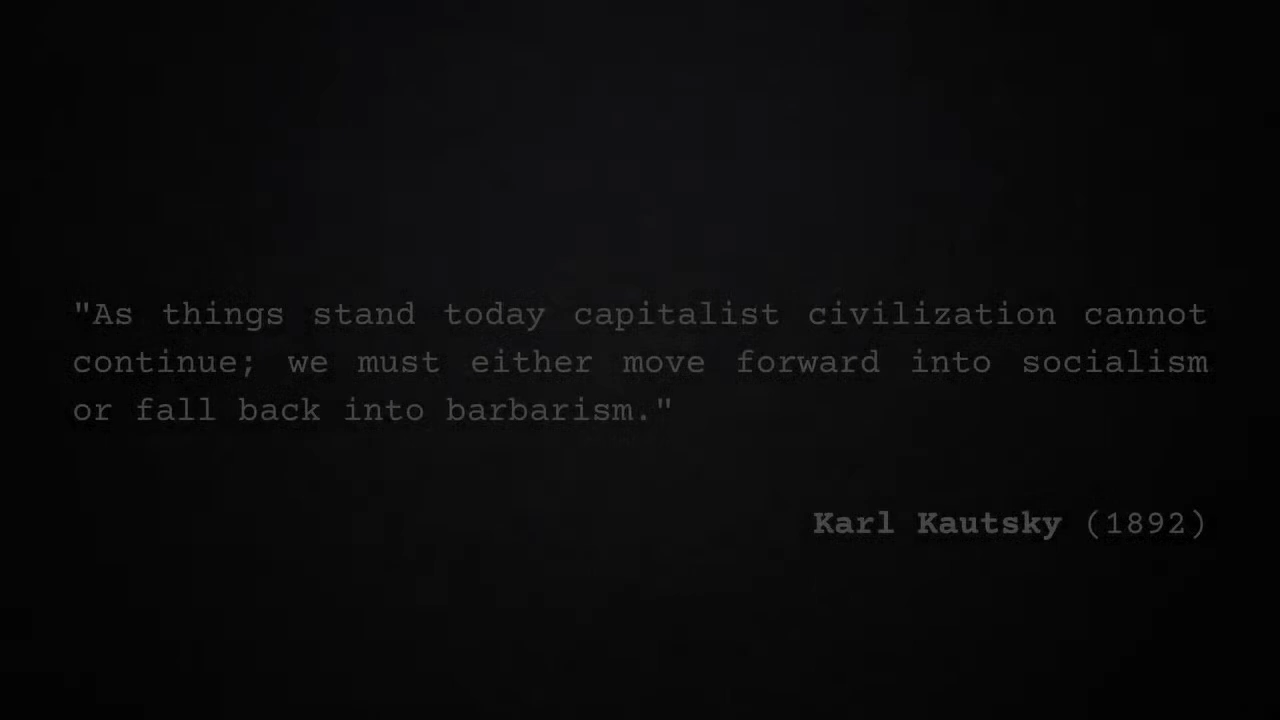 "As things stand today capitalist civilization cannot
continue; we must either move forward into socialism
or fall back into barbarism."
Karl Kautsky (1892)